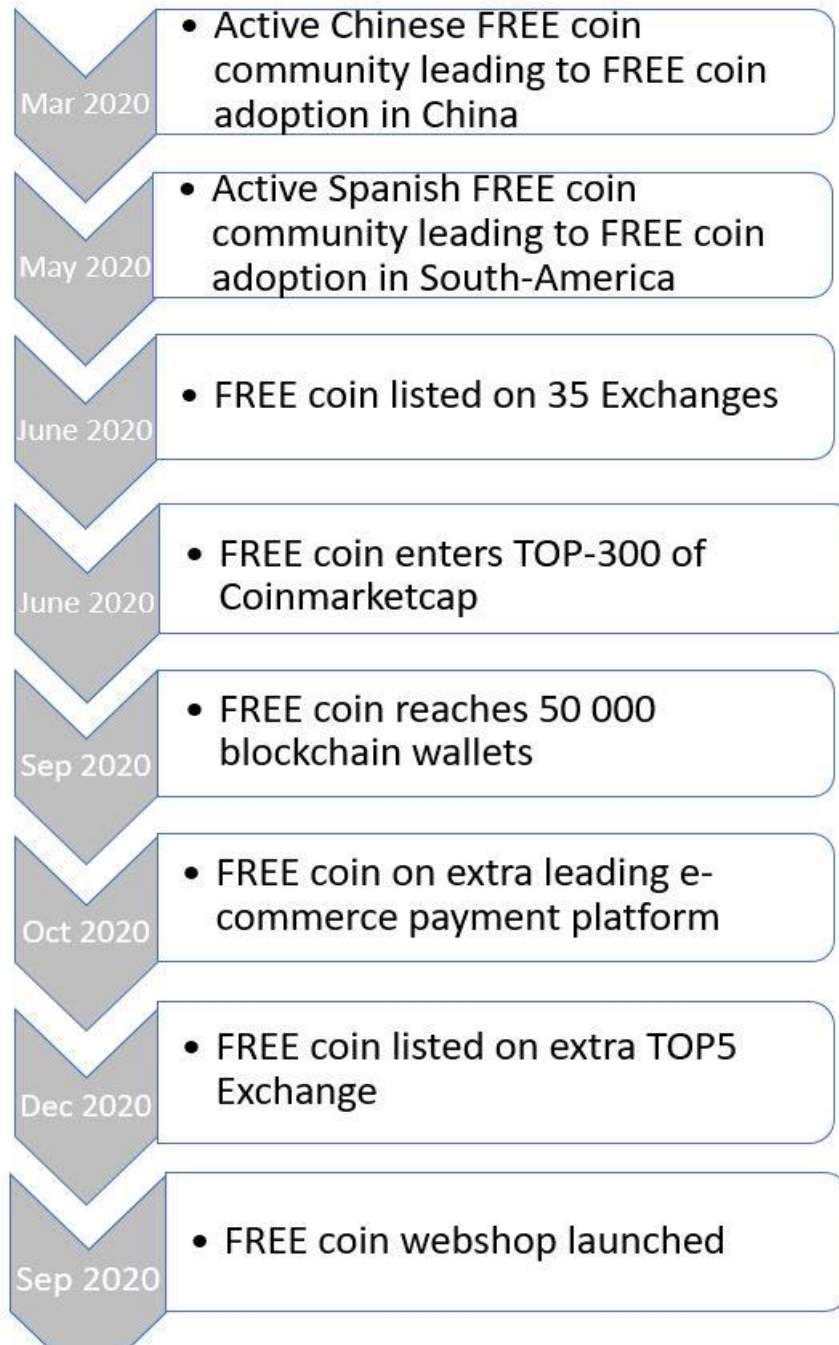 Mar 2020
• Active Chinese FREE coin
community leading to FREE coin
adoption in China
May 2020
• Active Spanish FREE coin
community leading to FREE coin
adoption in South-America
June 2020
• FREE coin listed on 35 Exchanges
June 2020
• FREE coin enters TOP-300 of
Coinmarketcap
Sep 2020
• FREE coin reaches 50 000
blockchain wallets
Oct 2020
• FREE coin on extra leading e-
commerce payment platform
Dec 2020
• FREE coin listed on extra TOP5
Exchange
Sep 2020
• FREE coin webshop launched